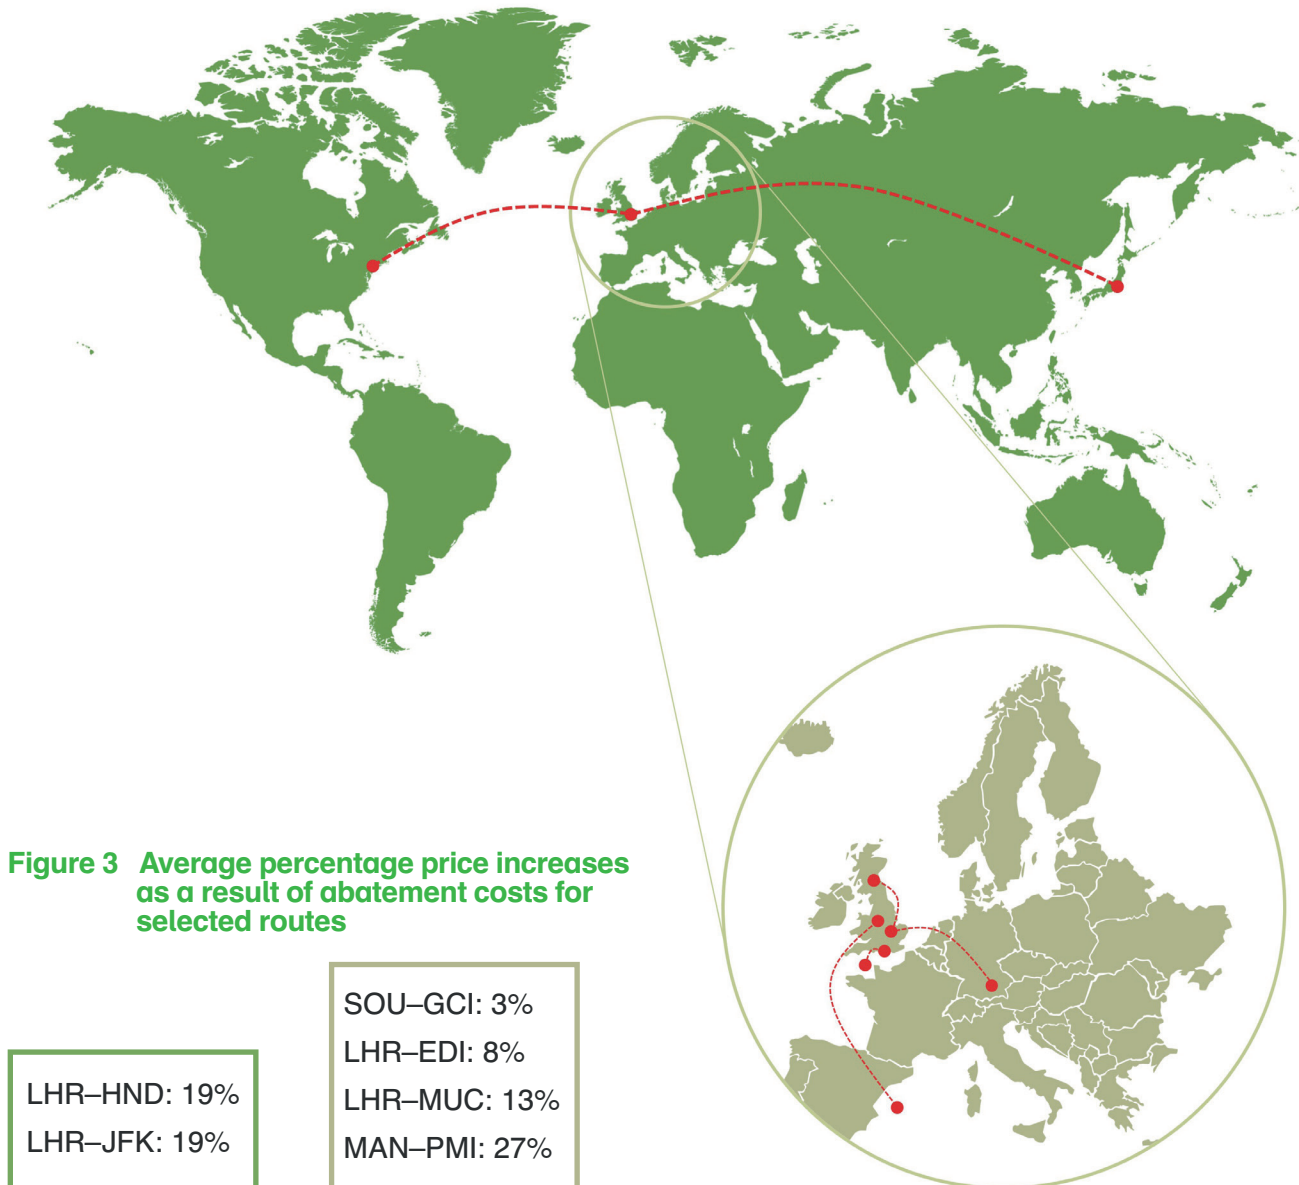 Figure 3 Average percentage price increases
as a result of abatement costs for
selected routes
LHR–HND: 19%
LHR–JFK: 19%
SOU–GCI: 3%
LHR–EDI: 8%
LHR–MUC: 13%
MAN–PMI: 27%